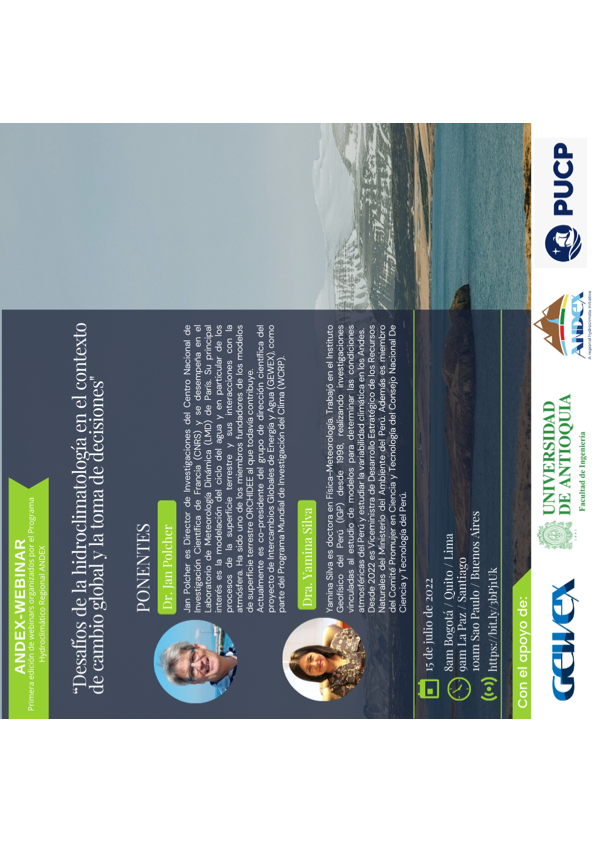 ANDEX-WEBINAR
Primera edición de webinars organizados por el Programa
Hydroclimático Regional ANDEX
"Desafíos de la hidroclimatología en el contexto
de cambio global y la toma de decisiones"
PONENTES
Dr. Jan Polcher
Jan Polcher es Director de Investigaciones del Centro Nacional de
Investigación Científica de Francia (CNRS) y se desempeña en el
Laboratorio de Meteorología Dinámica (LMD) de París. Su principal
interés es la modelación del ciclo del agua y en particular de los
procesos de la superficie terrestre y sus interacciones con la
atmósfera. Ha sido uno de los miembros fundadores de los modelos
de superficie terrestre ORCHIDEE al que todavía contribuye.
Actualmente es co-presidente del grupo de dirección científica del
proyecto de Intercambios Globales de Energía y Agua (GEWEX), como
parte del Programa Mundial de Investigación del Clima (WCRP).
Dra. Yamina Silva
Yamina Silva es doctora en Física-Meteorología. Trabajó en el Instituto
Geofísico del Perú (IGP) desde 1998, realizando investigaciones
vinculadas al estudio de modelos para determinar las condiciones
atmosféricas del Perú y estudiar la variabilidad climática en los Andes.
Desde 2022 es Viceministra de Desarrollo Estratégico de los Recursos
Naturales del Ministerio del Ambiente del Perú. Además es miembro
del Comité Promujer en Ciencia y Tecnología del Consejo Nacional De
Ciencia y Tecnología del Perú.
15 de julio de 2022
8am Bogotá / Quito / Lima
9am La Paz / Santiago
10am Sao Paulo / Buenos Aires
https://bit.ly/3bPjnUk
Con el apoyo de:
GEWEX
UNIVERSIDAD
DE ANTIOQUIA
Facultad de Ingeniería
ANDEX
A regional Hydroclimate Initiative
PUCP